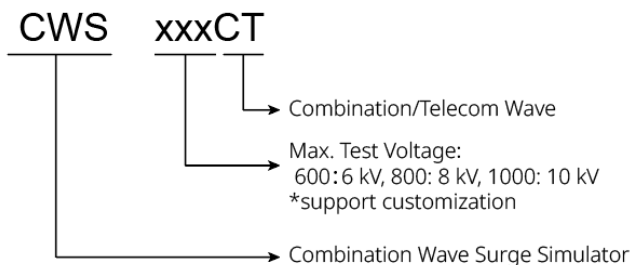 CWS xxxCT
Combination/Telecom Wave
Max. Test Voltage:
600:6 kV, 800: 8 kV, 1000: 10 kV
*support customization
Combination Wave Surge Simulator